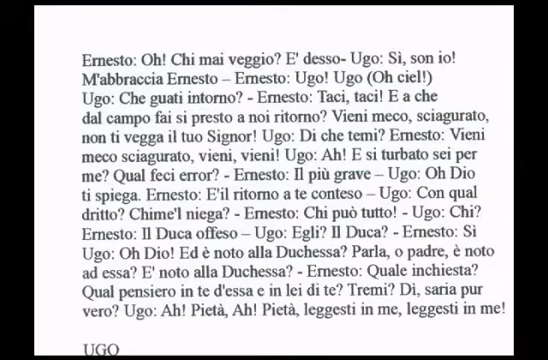 Ernesto: Oh! Chi mai veggio? E' desso- Ugo: Sì, son io!
M'abbraccia Ernesto – Ernesto: Ugo! Ugo (Oh ciel!)
Ugo: Che guati intorno? - Ernesto: Taci, taci! E a che
dal campo fai si presto a noi ritorno? Vieni meco, sciagurato,
non ti vegga il tuo Signor! Ugo: Di che temi? Ernesto: Vieni
meco sciagurato, vieni, vieni! Ugo: Ah! E si turbato sei per
me? Qual feci error? - Ernesto: Il più grave – Ugo: Oh Dio
ti spiega. Ernesto: E'il ritorno a te conteso – Ugo: Con qual
dritto? Chime'l niega? - Ernesto: Chi può tutto! - Ugo: Chi?
Ernesto: Il Duca offeso – Ugo: Egli? Il Duca? - Ernesto: Sì
Ugo: Oh Dio! Ed è noto alla Duchessa? Parla, o padre, è noto
ad essa? E' noto alla Duchessa? - Ernesto: Quale inchiesta?
Qual pensiero in te d'essa e in lei di te? Tremi? Di, saria pur
vero? Ugo: Ah! Pietà, Ah! Pietà, leggesti in me, leggesti in me!
UGO